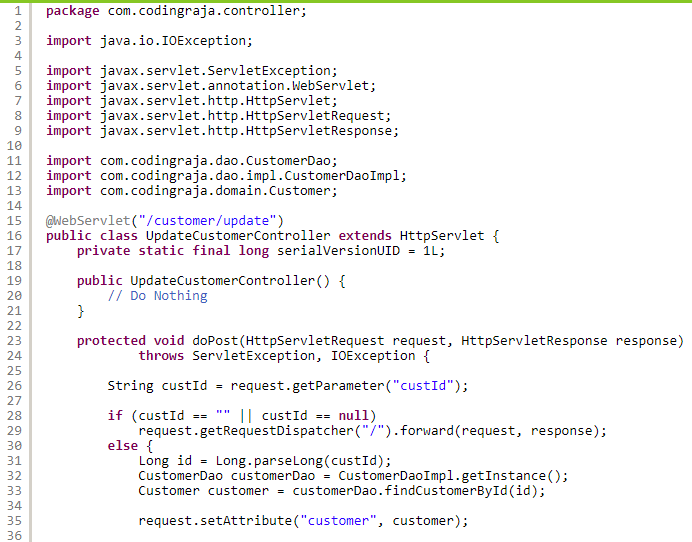 1 package com.codingraja.controller;
2
3 import java.io.IOException;
4
5 import javax.servlet.ServletException;
6 import javax.servlet.annotation.WebServlet;
7 import javax.servlet.http.HttpServlet;
8 import javax.servlet.http.HttpServletRequest;
9 import javax.servlet.http.HttpServletResponse;
10
11 import com.codingraja.dao.CustomerDao;
12 import com.codingraja.dao.impl.CustomerDaoImpl;
13 import com.codingraja.domain.Customer;
14
15 @WebServlet("/customer/update")
16 public class UpdateCustomerController extends HttpServlet {
17     private static final long serialVersionUID = 1L;
18
19     public UpdateCustomerController() {
20         // Do Nothing
21     }
22
23     protected void doPost(HttpServletRequest request, HttpServletResponse response)
24             throws ServletException, IOException {
25
26         String custId = request.getParameter("custId");
27
28         if (custId == "" || custId == null)
29             request.getRequestDispatcher("/").forward(request, response);
30         else {
31             Long id = Long.parseLong(custId);
32             CustomerDao customerDao = CustomerDaoImpl.getInstance();
33             Customer customer = customerDao.findCustomerById(id);
34
35             request.setAttribute("customer", customer);
36